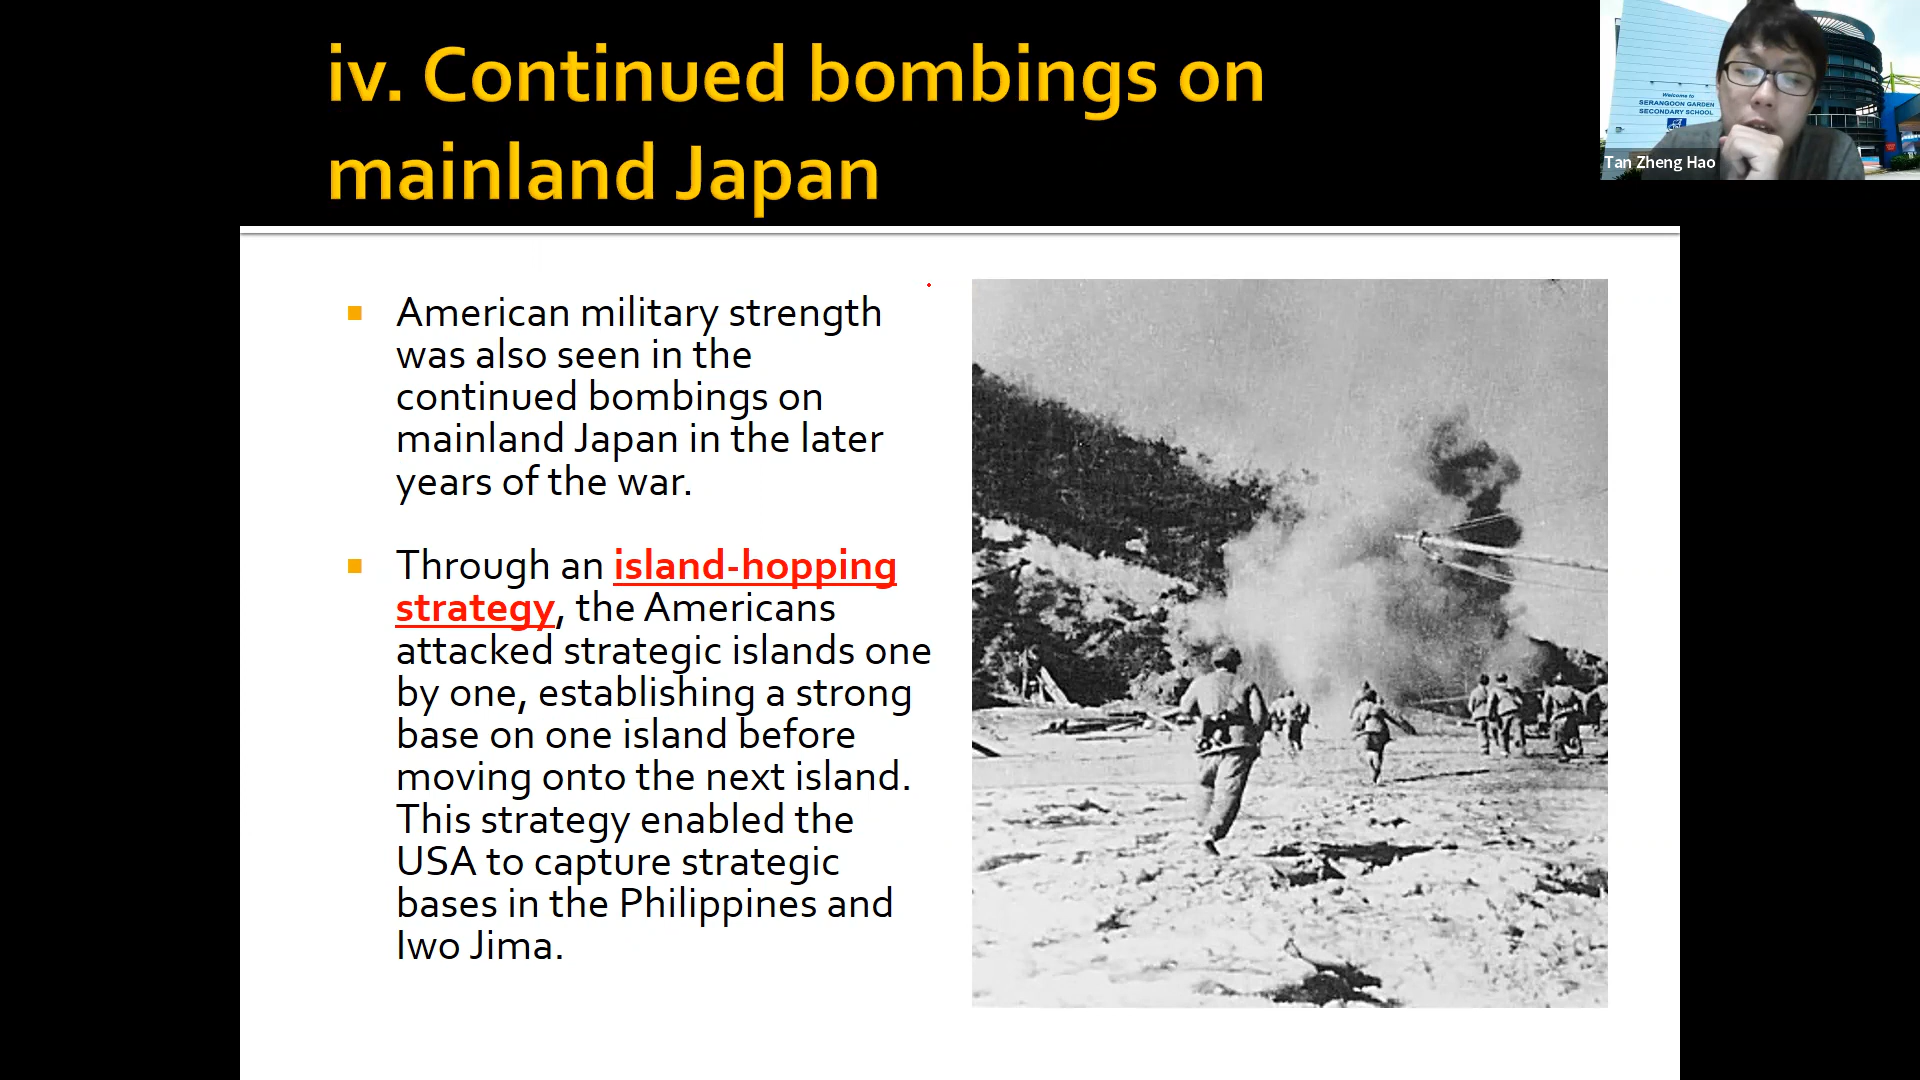 iv. Continued bombings on
mainland Japan
Welcome to
SERANGOON GARDEN
SECONDARY SCHOOL
Tan Zheng Hao
American military strength
was also seen in the
continued bombings on
mainland Japan in the later
years of the war.
Through an island-hopping
strategy, the Americans
attacked strategic islands one
by one, establishing a strong
base on one island before
moving onto the next island.
This strategy enabled the
USA to capture strategic
bases in the Philippines and
Iwo Jima.